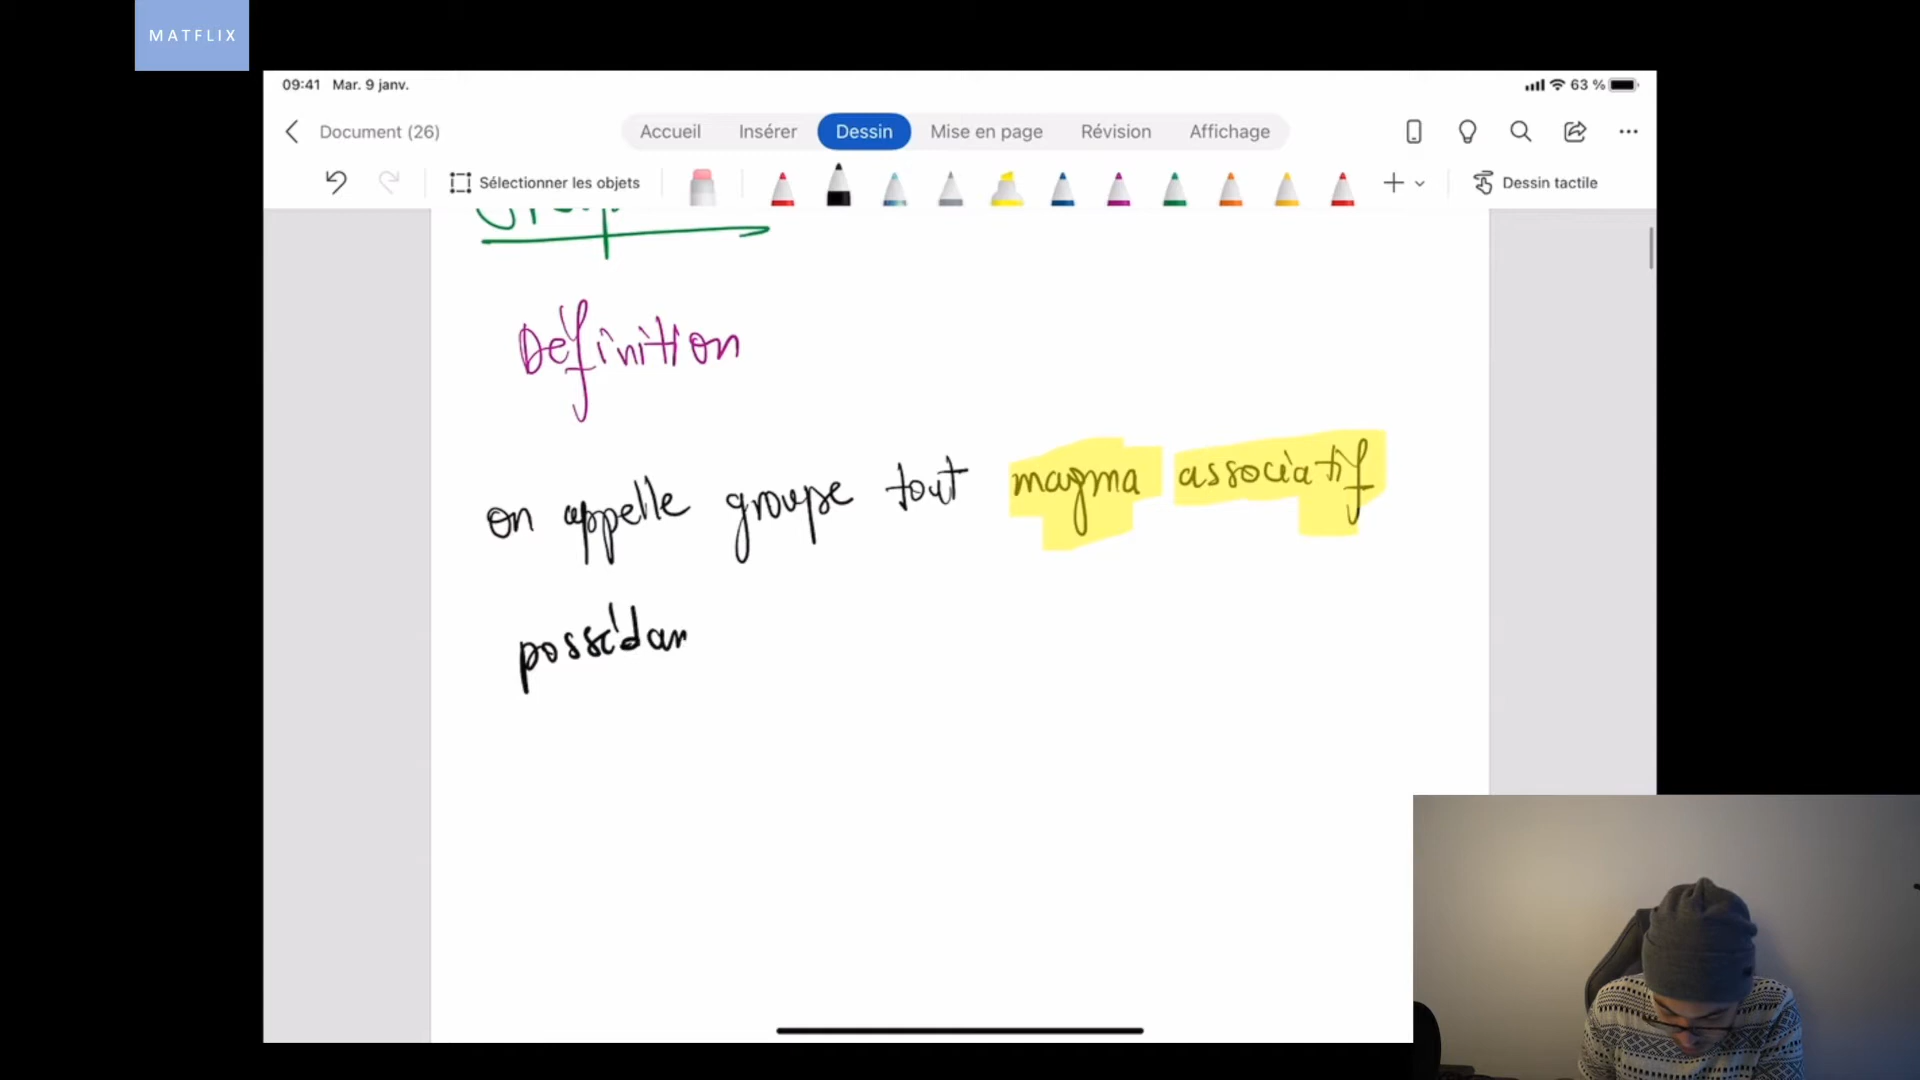 MATFLIX
09:41 Mar. 9 janv.
63 %
Document (26)
Accueil Insérer Dessin Mise en page Révision Affichage
Sélectionner les objets
Dessin tactile
Définition
on appelle groupe tout magma associatif
possédan